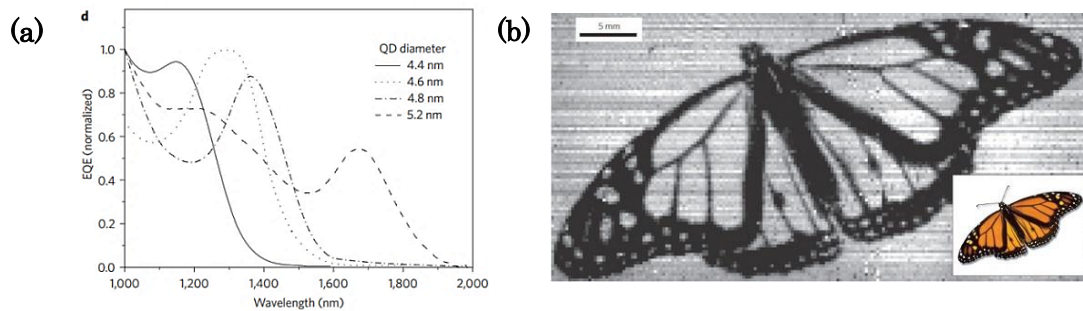 (a)
d
EQE (normalized)
1.0
0.8
0.6
0.4
0.2
0.0
1,000
1,200
1,400
1,600
1,800
2,000
Wavelength (nm)
QD diameter
4.4 nm
4.6 nm
4.8 nm
5.2 nm
(b)
5 mm